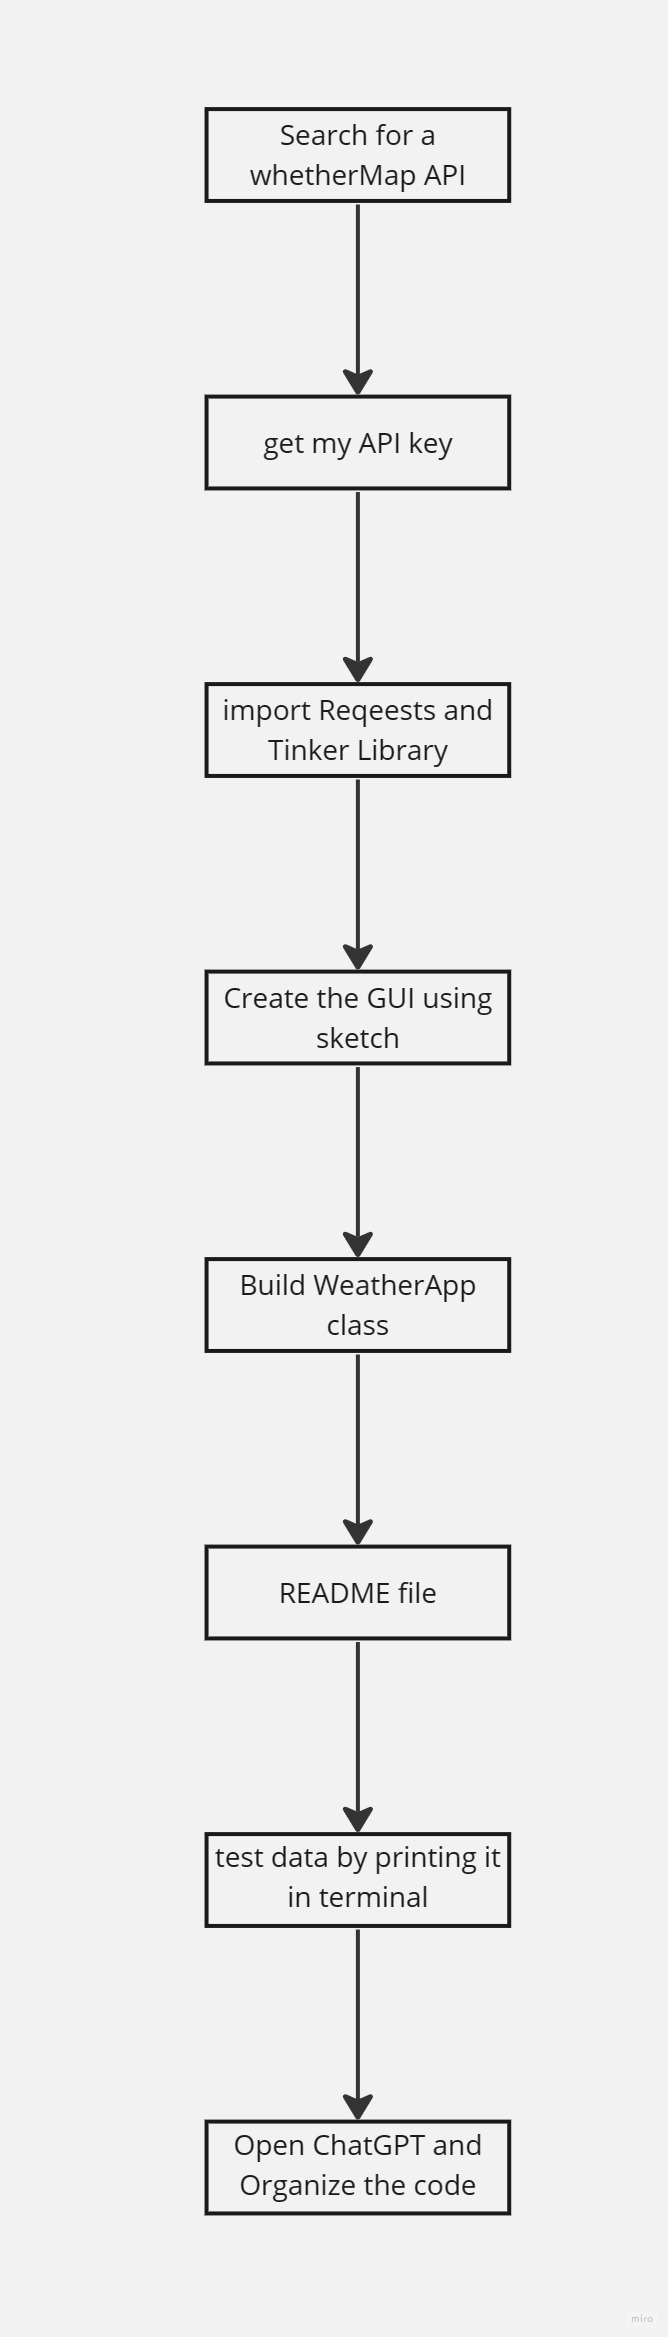 Search for a
whetherMap API
get my API key
import Reqeests and
Tinker Library
Create the GUI using
sketch
Build WeatherApp
class
README file
test data by printing it
in terminal
Open ChatGPT and
Organize the code
miro